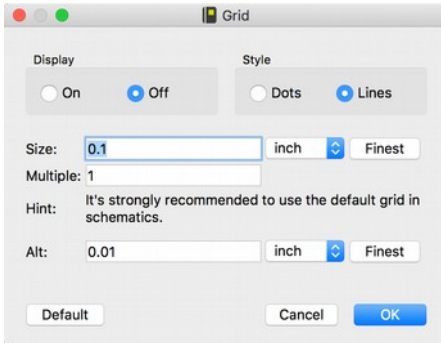 Grid
Display
Style
On
Off
Dots
Lines
Size:
0.1
inch
Finest
Multiple:
1
Hint:
It's strongly recommended to use the default grid in
schematics.
Alt:
0.01
inch
Finest
Default
Cancel
OK